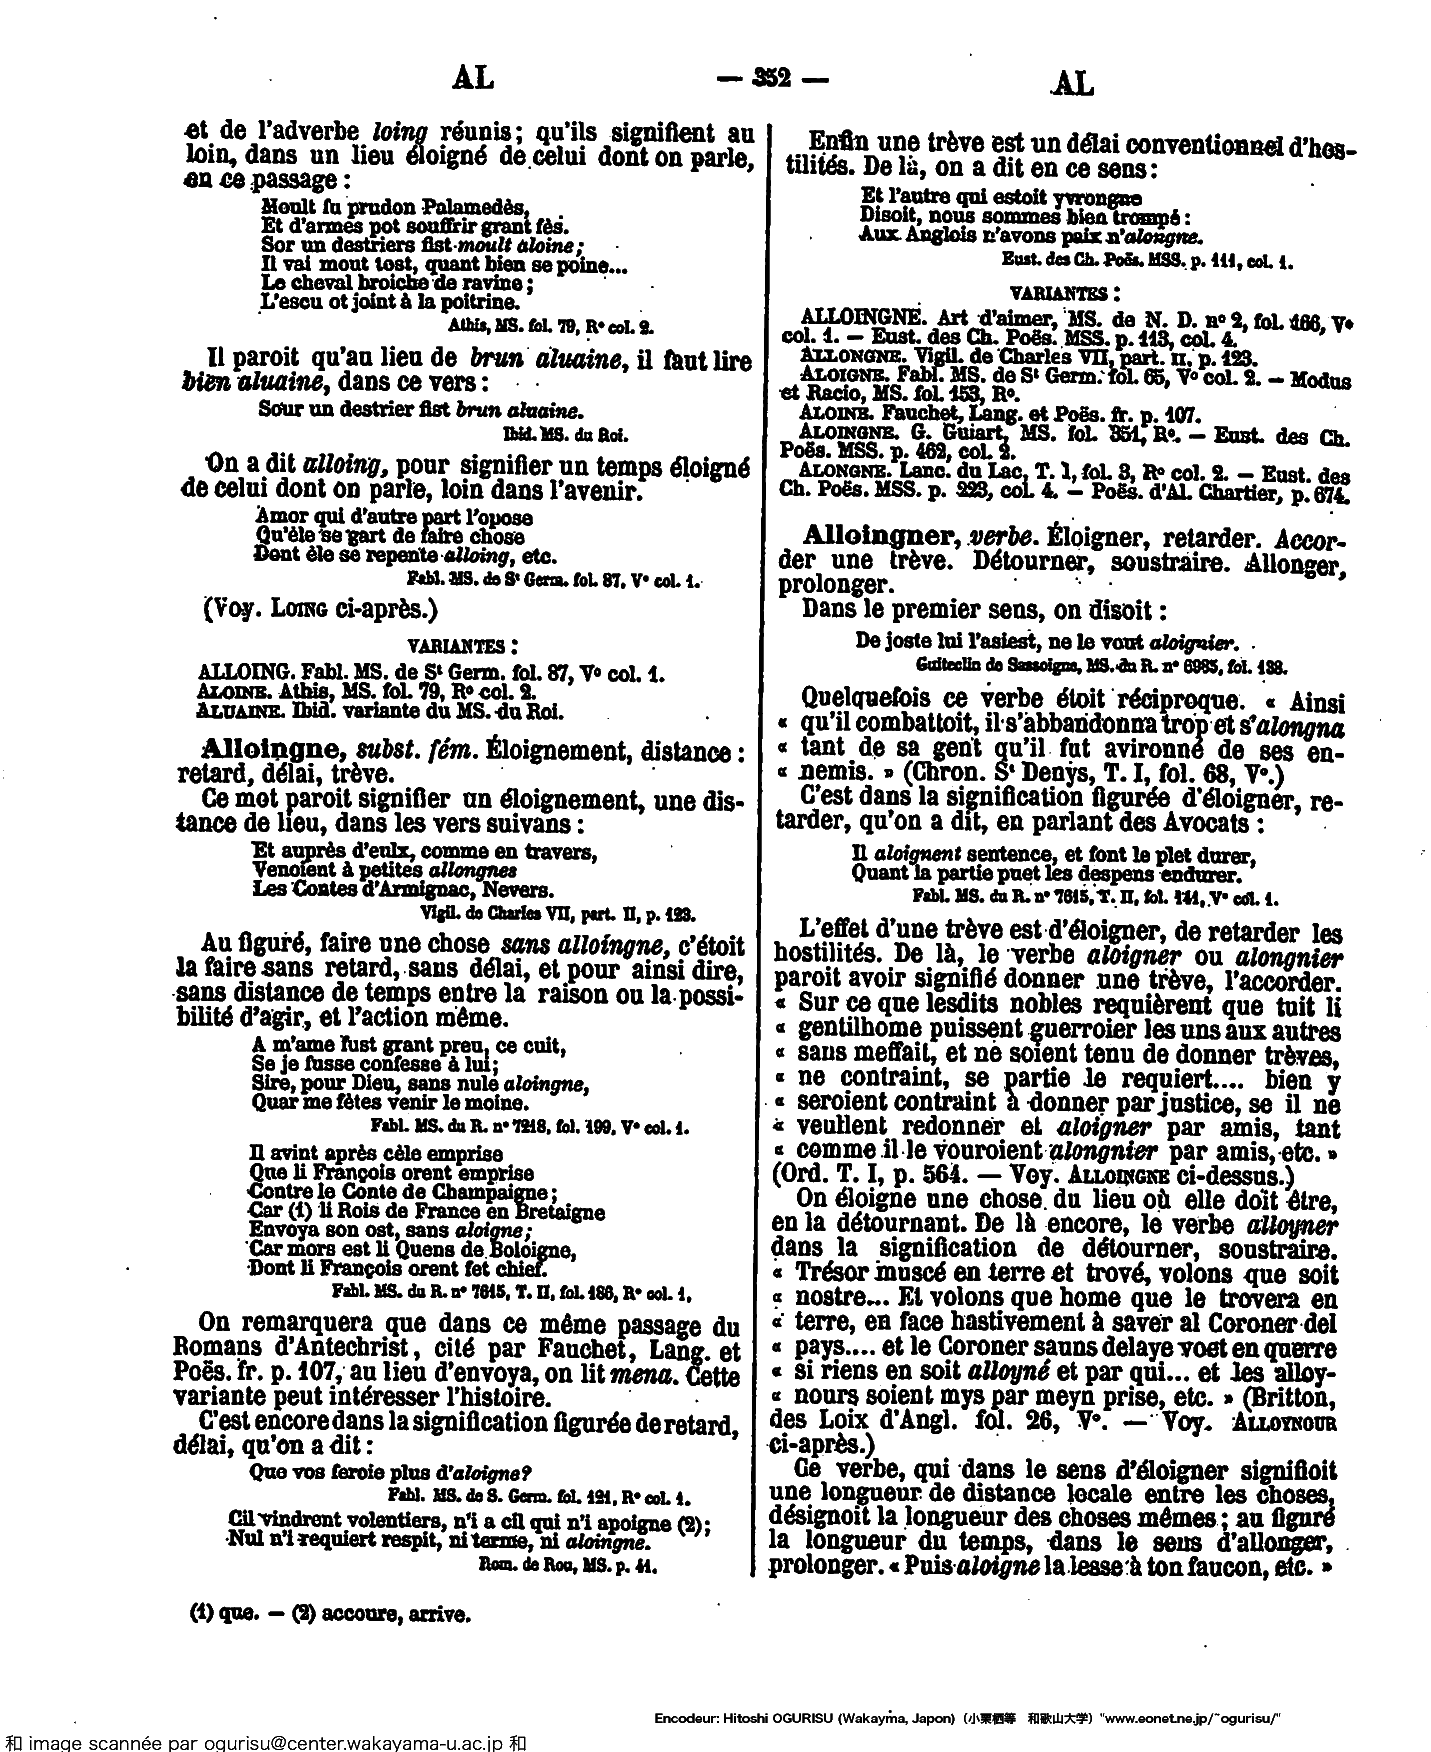 AL
— 352 —
AL
et de l'adverbe loing réunis; qu'ils signifient au
loin, dans un lieu éloigné de celui dont on parle,
en ce passage :
Moult fu prudon Palamedès,
Et d'armes pot souffrir grant fès.
Sor un destriers fist moult aloine;
Il vai mout tost, quant bien se poine...
Le cheval broiche de ravine;
L'escu ot joint à la poitrine.
Athis, MS. fol. 79, R° col. 2.
Il paroit qu'au lieu de brun aluaine, il faut lire
bien aluaine, dans ce vers :
Sour un destrier fist brun aluaine.
Ibid. MS. du Roi.
On a dit alloing, pour signifier un temps éloigné
de celui dont on parle, loin dans l'avenir.
Amor qui d'autre part l'opose
Qu'éle se gart de faire chose
Dont éle se repente alloing, etc.
Fabl. MS. de St Germ. fol. 87, V° col. 1.
(Voy. LOING ci-après.)
VARIANTES :
ALLOING. Fabl. MS. de St Germ. fol. 87, V° col. 1.
ALOINE. Athis, MS. fol. 79, R° col. 2.
ALUAINE. Ibid. variante du MS. du Roi.
Alloingne, subst. fém. Éloignement, distance :
retard, délai, trève.
Ce mot paroit signifier un éloignement, une dis-
tance de lieu, dans les vers suivans :
Et auprès d'eulx, comme en travers,
Venoient à petites allongnes
Les Contes d'Armignac, Nevers.
Vigil. de Charles VII, part. II, p. 123.
Au figuré, faire une chose sans alloingne, c'étoit
la faire sans retard, sans délai, et pour ainsi dire,
sans distance de temps entre la raison ou la possi-
bilité d'agir, et l'action même.
A m'ame fust grant preu, ce cuit,
Se je fusse confesse à lui;
Sire, pour Dieu, sans nule aloingne,
Quar me fètes venir le moine.
Fabl. MS. du R. n° 7218, fol. 199, V° col. 1.
Il avint après cèle emprise
Que li François orent emprise
Contre le Conte de Champaigne;
Car (1) li Rois de France en Bretaigne
Envoya son ost, sans aloigne;
Car mors est li Quens de Boloigne,
Dont li François orent fet chief.
Fabl. MS. du R. n° 7615, T. II, fol. 186, R° col. 1.
On remarquera que dans ce même passage du
Romans d'Antechrist, cité par Fauchet, Lang. et
Poës. fr. p. 107, au lieu d'envoya, on lit mena. Cette
variante peut intéresser l'histoire.
C'est encore dans la signification figurée de retard,
délai, qu'on a dit :
Que vos feroie plus d'aloigne?
Fabl. MS. de S. Germ. fol. 121, R° col. 1.
Cil vindrent volentiers, n'i a cil qui n'i apoigne (2);
Nul n'i requiert respit, ni terme, ni aloingne.
Rom. de Rou, MS. p. 41.
(1) que. — (2) accoure, arrive.
Enfin une trève est un délai conventionnel d'hos-
tilités. De là, on a dit en ce sens :
Et l'autre qui estoit yvrongne
Disoit, nous sommes bien trompé :
Aux Anglois n'avons paix n'alongne.
Eust. des Ch. Poës. MSS. p. 111, col. 1.
VARIANTES :
ALLOINGNE. Art d'aimer, MS. de N. D. n° 2, fol. 166, V°
col. 1. — Eust. des Ch. Poës. MSS. p. 113, col. 4.
ALLONGNE. Vigil. de Charles VII, part. II, p. 123.
ALOIGNE. Fabl. MS. de St Germ. fol. 65, V° col. 2. — Modus
et Racio, MS. fol. 153, R°.
ALOINE. Fauchet, Lang. et Poës. fr. p. 107.
ALOINGNE. G. Guiart, MS. fol. 351, R°. — Eust. des Ch.
Poës. MSS. p. 462, col. 2.
ALONGNE. Lanc. du Lac, T. I, fol. 3, R° col. 2. — Eust. des
Ch. Poës. MSS. p. 223, col. 4. — Poës. d'Al. Chartier, p. 674.
Alloingner, verbe. Éloigner, retarder. Accor-
der une trève. Détourner, soustraire. Allonger,
prolonger.
Dans le premier sens, on disoit :
De joste lui l'asiest, ne le vout aloignier.
Guiteclin de Sassoigne, MS. du R. n° 6985, fol. 138.
Quelquefois ce verbe étoit réciproque. « Ainsi
« qu'il combattoit, il s'abbandonna trop et s'alongna
« tant de sa gent qu'il fut avironné de ses en-
« nemis. » (Chron. St Denys, T. I, fol. 68, V°.)
C'est dans la signification figurée d'éloigner, re-
tarder, qu'on a dit, en parlant des Avocats :
Il aloignent sentence, et font le plet durer,
Quant la partie puet les despens endurer.
Fabl. MS. du R. n° 7615, T. II, fol. 141, V° col. 1.
L'effet d'une trève est d'éloigner, de retarder les
hostilités. De là, le verbe aloigner ou alongnier
paroit avoir signifié donner une trève, l'accorder.
« Sur ce que lesdits nobles requièrent que tuit li
« gentilhome puissent guerroier les uns aux autres
« sans meffait, et ne soient tenu de donner trèves,
« ne contraint, se partie le requiert.... bien y
« seroient contraint à donner par justice, se il ne
« veullent redonner et aloigner par amis, tant
« comme il le vouroient alongnier par amis, etc. »
(Ord. T. I, p. 564. — Voy. ALLOINGNE ci-dessus.)
On éloigne une chose du lieu où elle doit être,
en la détournant. De là encore, le verbe alloyner
dans la signification de détourner, soustraire.
« Trésor muscé en terre et trové, volons que soit
« nostre... Et volons que home que le trovera en
« terre, en face hastivement à saver al Coroner del
« pays.... et le Coroner sauns delaye voet en querre
« si riens en soit alloyné et par qui... et les alloy-
« nours soient mys par meyn prise, etc. » (Britton,
des Loix d'Angl. fol. 26, V°. — Voy. ALLOYNOUR
ci-après.)
Ce verbe, qui dans le sens d'éloigner signifioit
une longueur de distance locale entre les choses,
désignoit la longueur des choses mêmes; au figuré
la longueur du temps, dans le sens d'allonger,
prolonger. « Puis aloigne la lesse à ton faucon, etc. »
Encodeur: Hitoshi OGURISU (Wakayma, Japon) (小栗栖等 和歌山大学) "www.eonet.ne.jp/~ogurisu/"
和 image scannée par ogurisu@center.wakayama-u.ac.jp 和